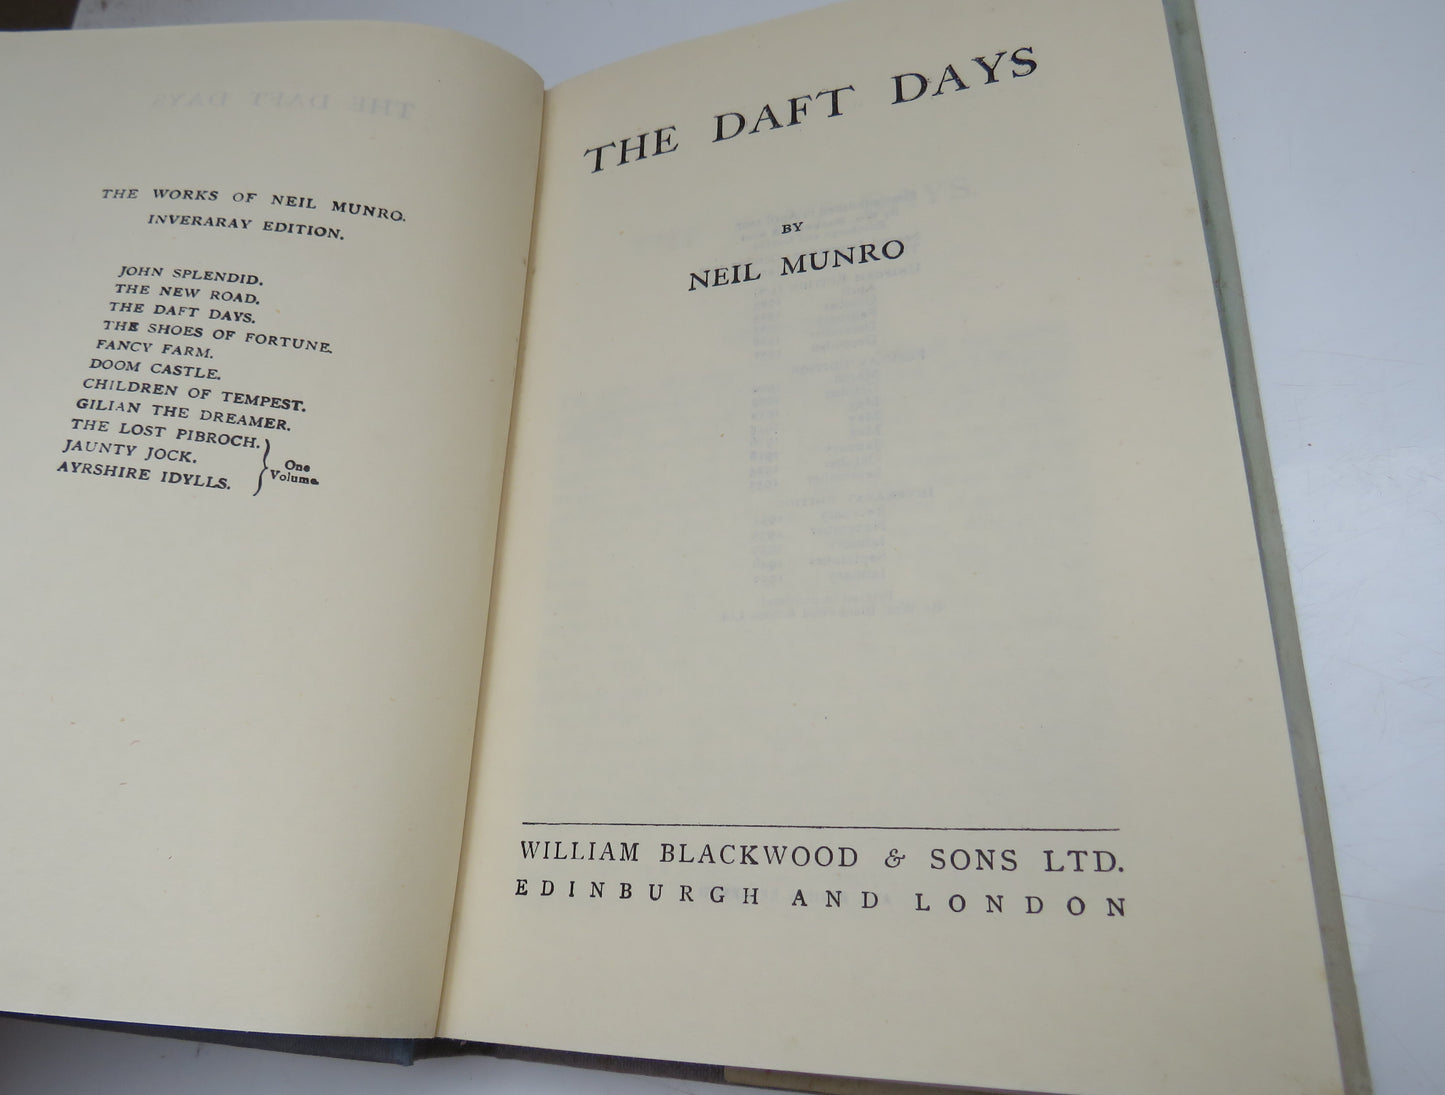 THE WORKS OF NEIL MUNRO.
INVERARAY EDITION.
JOHN SPLENDID.
THE NEW ROAD.
THE DAFT DAYS.
THE SHOES OF FORTUNE.
FANCY FARM.
DOOM CASTLE.
CHILDREN OF TEMPEST.
GILIAN THE DREAMER.
THE LOST PIBROCH.
JAUNTY JOCK.
AYRSHIRE IDYLLS.
One
Volume.
THE DAFT DAYS
BY
NEIL MUNRO
WILLIAM BLACKWOOD & SONS LTD.
EDINBURGH AND LONDON